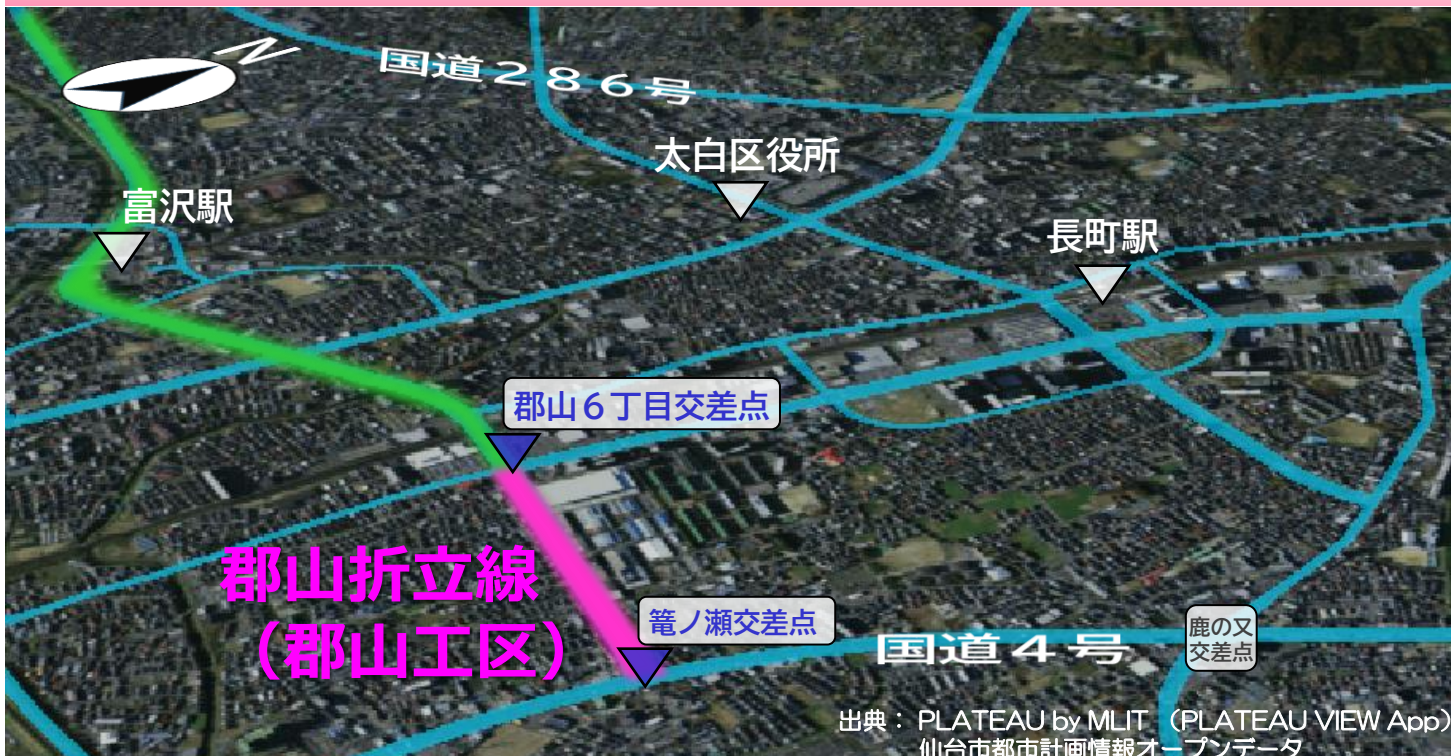 N
国道２８６号
太白区役所
富沢駅
長町駅
郡山６丁目交差点
郡山折立線
（郡山工区）
篭ノ瀬交差点
国道４号
鹿の又
交差点
出典： PLATEAU by MLIT （PLATEAU VIEW App）
仙台市都市計画情報オープンデータ